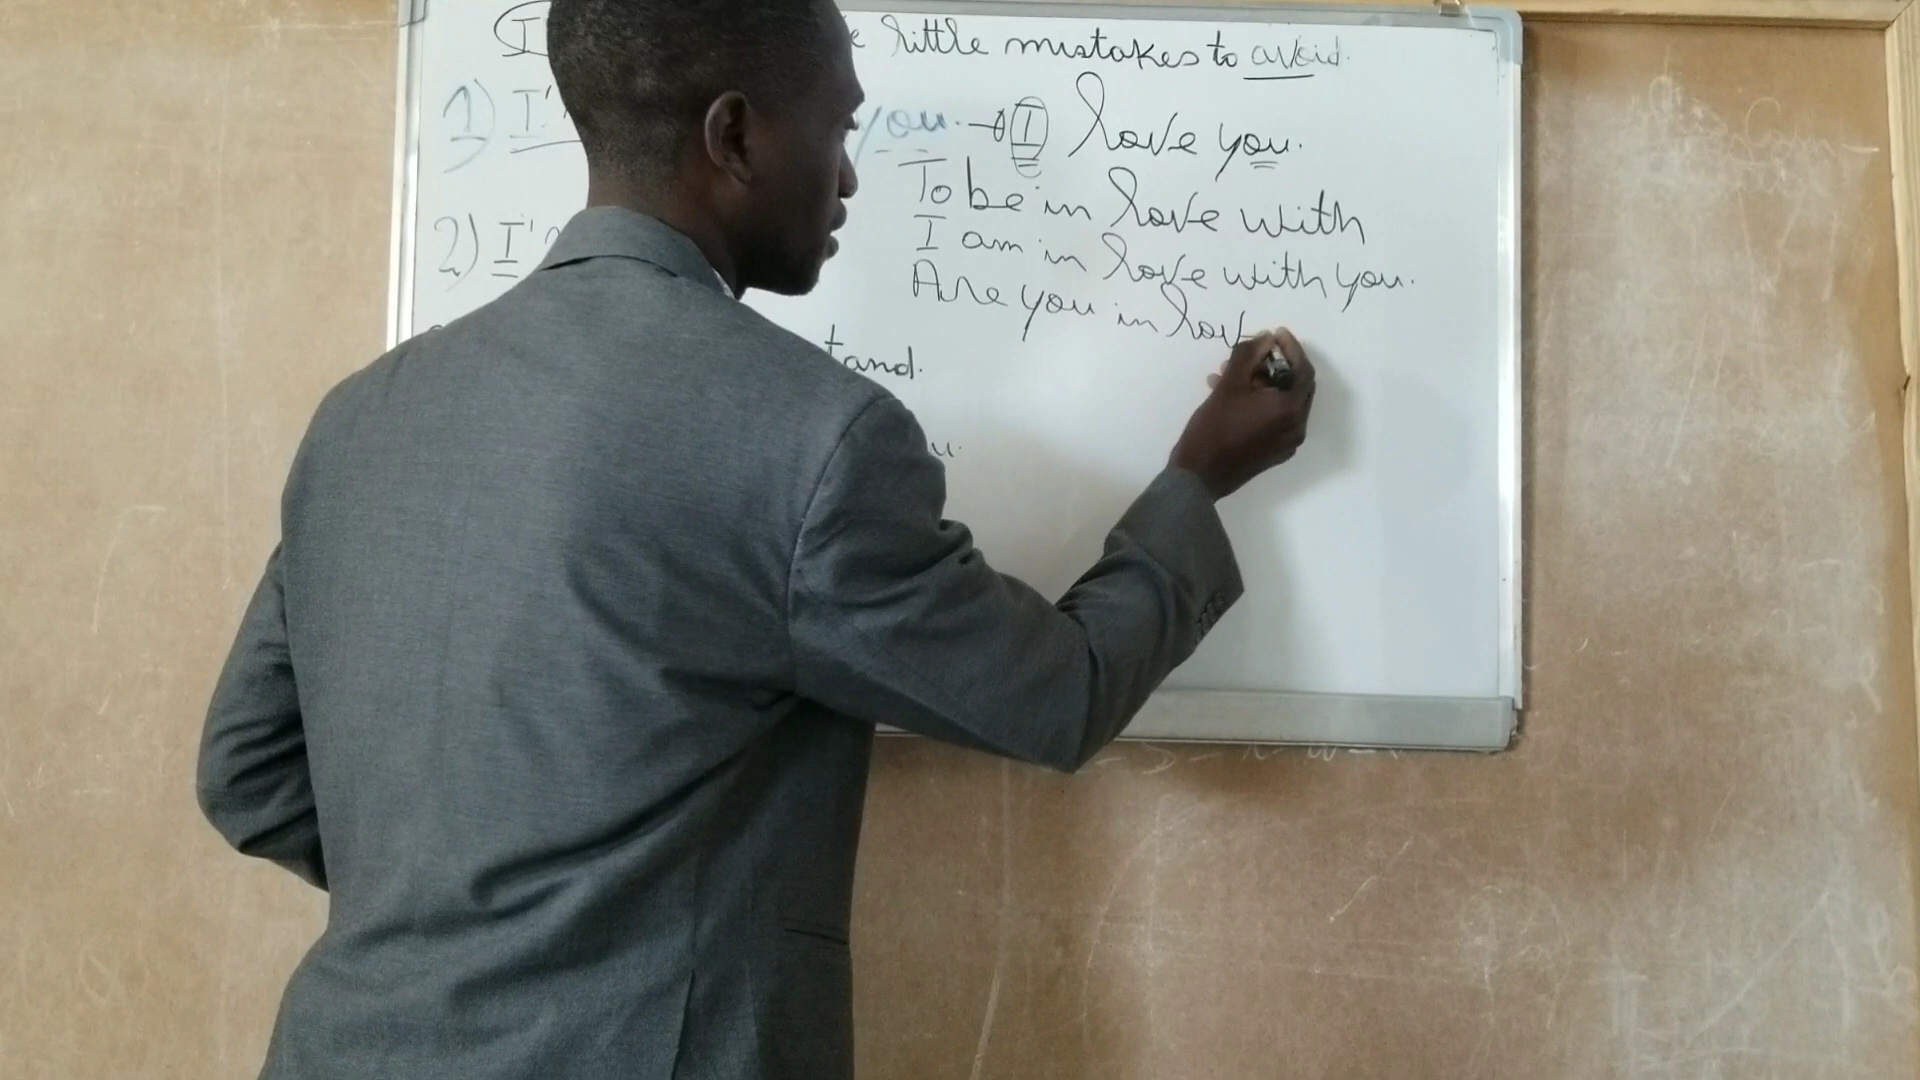 I little mistakes to avoid.
1) I' you. → I love you.
To be in love with
2) I' I am in love with you.
Are you in lov
tand.
u.